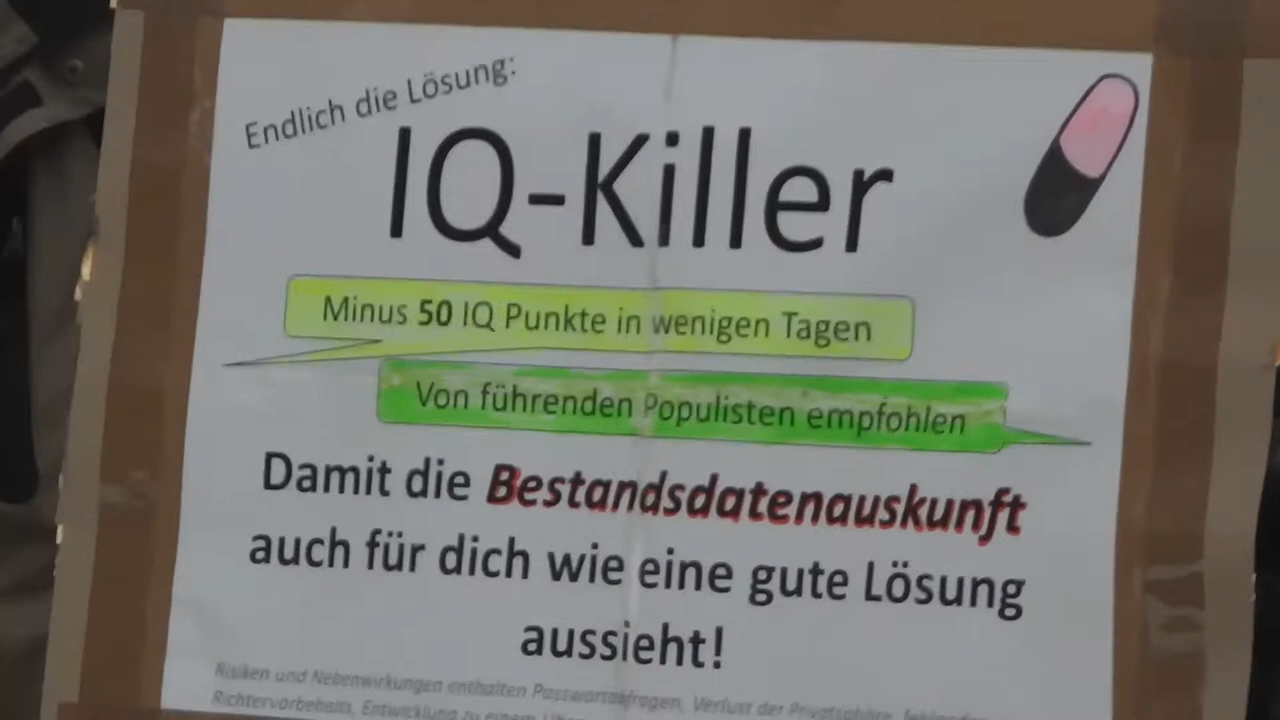 Endlich die Lösung:
IQ-Killer
Minus 50 IQ Punkte in wenigen Tagen
Von führenden Populisten empfohlen
Damit die Bestandsdatenauskunft
auch für dich wie eine gute Lösung
aussieht!
Risiken und Nebenwirkungen enthalten Passwortabfragen, Verlust der Privatsphäre,
Richtervorbehalts, Entwicklung zu einem